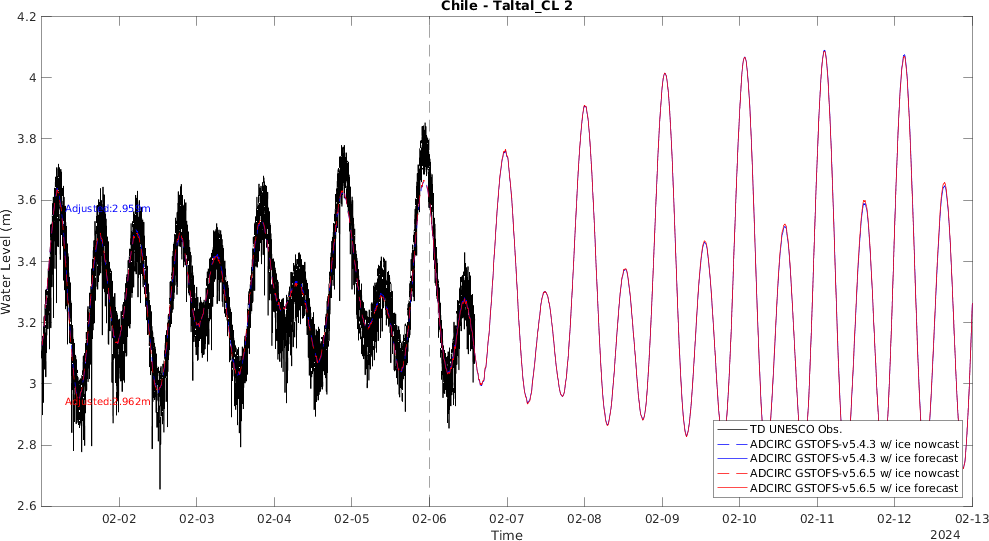 Chile - Taltal_CL 2
4.2
4
3.8
3.6
3.4
3.2
3
2.8
2.6
Water Level (m)
Adjusted:2.962m
02-02 02-03 02-04 02-05 02-06 02-07 02-08 02-09 02-10 02-11 02-12 02-13
Time
2024
TD UNESCO Obs.
ADCIRC GSTOFS-v5.4.3 w/ ice nowcast
ADCIRC GSTOFS-v5.4.3 w/ ice forecast
ADCIRC GSTOFS-v5.6.5 w/ ice nowcast
ADCIRC GSTOFS-v5.6.5 w/ ice forecast